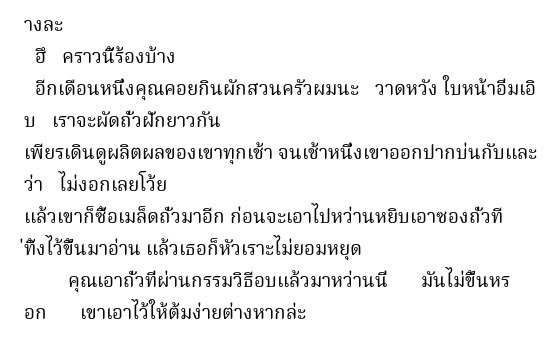 างละ
ฮึ คราวนี้ร้องบ้าง
อีกเดือนหนึ่งคุณคอยกินผักสวนครัวผมนะ วาดหวัง ใบหน้าอิ่มเอิ
บ เราจะผัดถั่วฝักยาวกัน
เพียรเดินดูผลิตผลของเขาทุกเช้า จนเช้าหนึ่งเขาออกปากบ่นกับและ
ว่า ไม่งอกเลยโว้ย
แล้วเขาก็ซื้อเมล็ดถั่วมาอีก ก่อนจะเอาไปหว่านหยิบเอาซองถั่วที
่ทิ้งไว้ขึ้นมาอ่าน แล้วเธอก็หัวเราะไม่ยอมหยุด
คุณเอาถั่วที่ผ่านกรรมวิธีอบแล้วมาหว่านนี่ มันไม่ขึ้นหร
อก เขาเอาไว้ให้ต้มง่ายต่างหากล่ะ